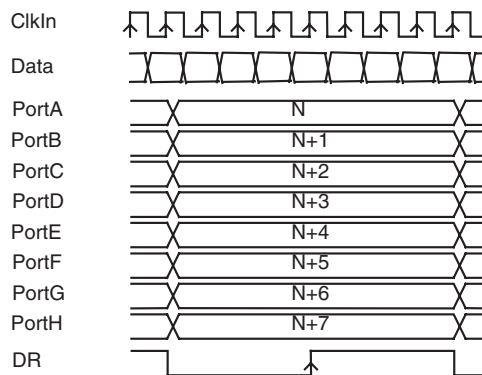 ClkIn
Data
PortA N
PortB N+1
PortC N+2
PortD N+3
PortE N+4
PortF N+5
PortG N+6
PortH N+7
DR